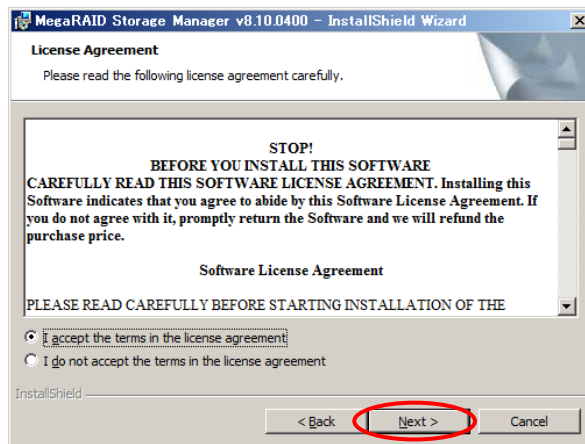 MegaRAID Storage Manager v8.10.0400 - InstallShield Wizard
License Agreement
Please read the following license agreement carefully.
STOP!
BEFORE YOU INSTALL THIS SOFTWARE
CAREFULLY READ THIS SOFTWARE LICENSE AGREEMENT. Installing this
Software indicates that you agree to abide by this Software License Agreement. If
you do not agree with it, promptly return the Software and we will refund the
purchase price.
Software License Agreement
PLEASE READ CAREFULLY BEFORE STARTING INSTALLATION OF THE
I accept the terms in the license agreement
I do not accept the terms in the license agreement
InstallShield
< Back
Next >
Cancel